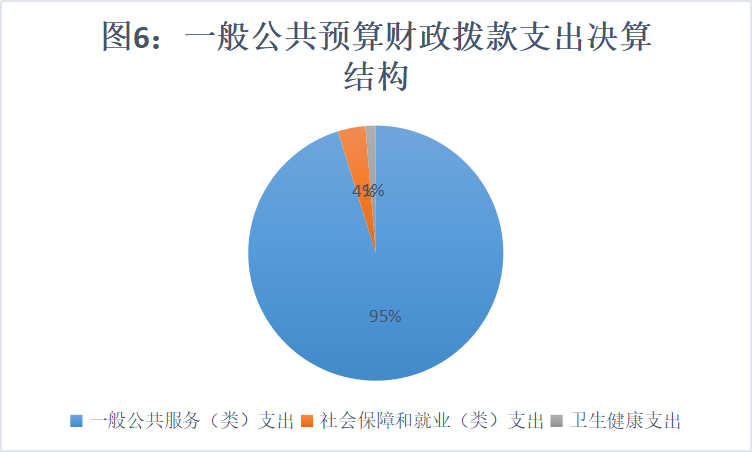 图6：一般公共预算财政拨款支出决算
结构
4%
1%
95%
一般公共服务（类）支出
社会保障和就业（类）支出
卫生健康支出